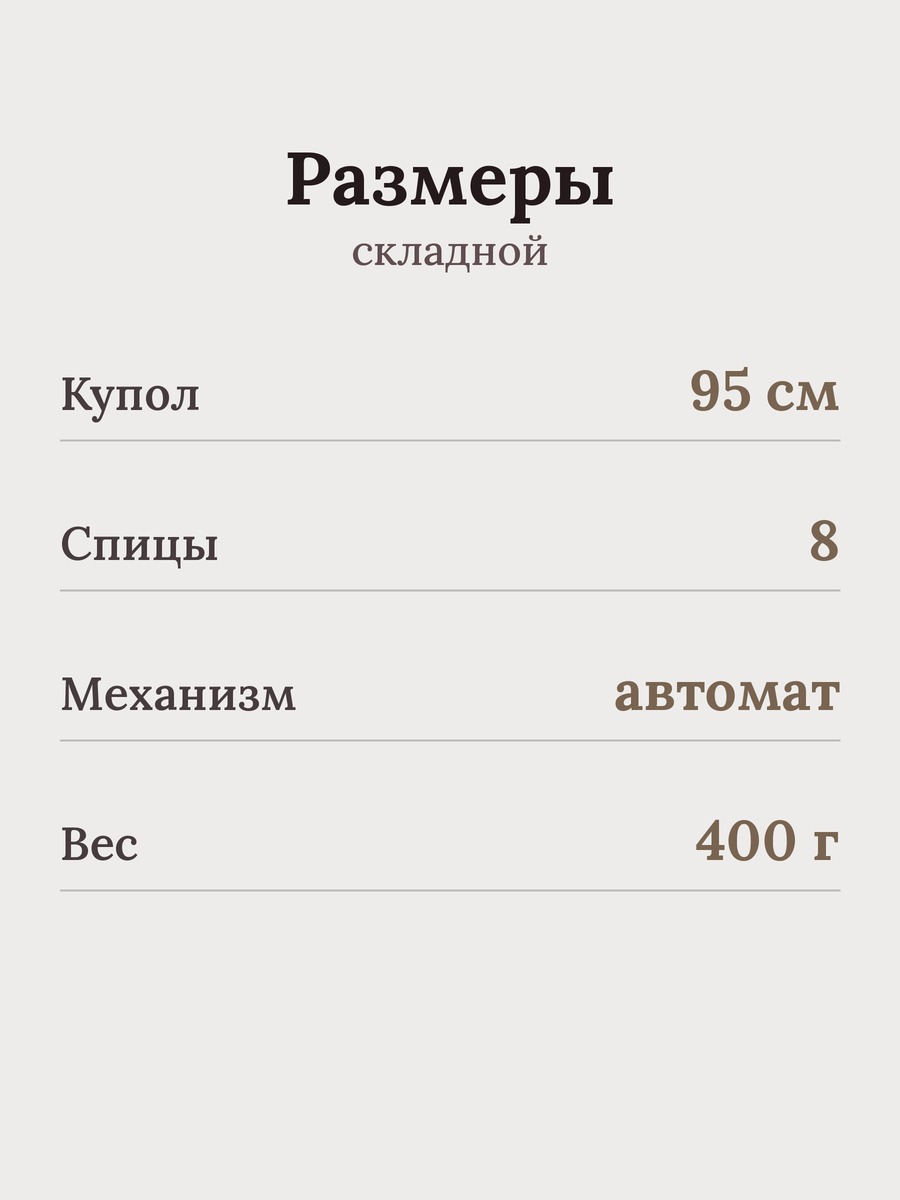 Размеры
складной
Купол 95 см
Спицы 8
Механизм автомат
Вес 400 г